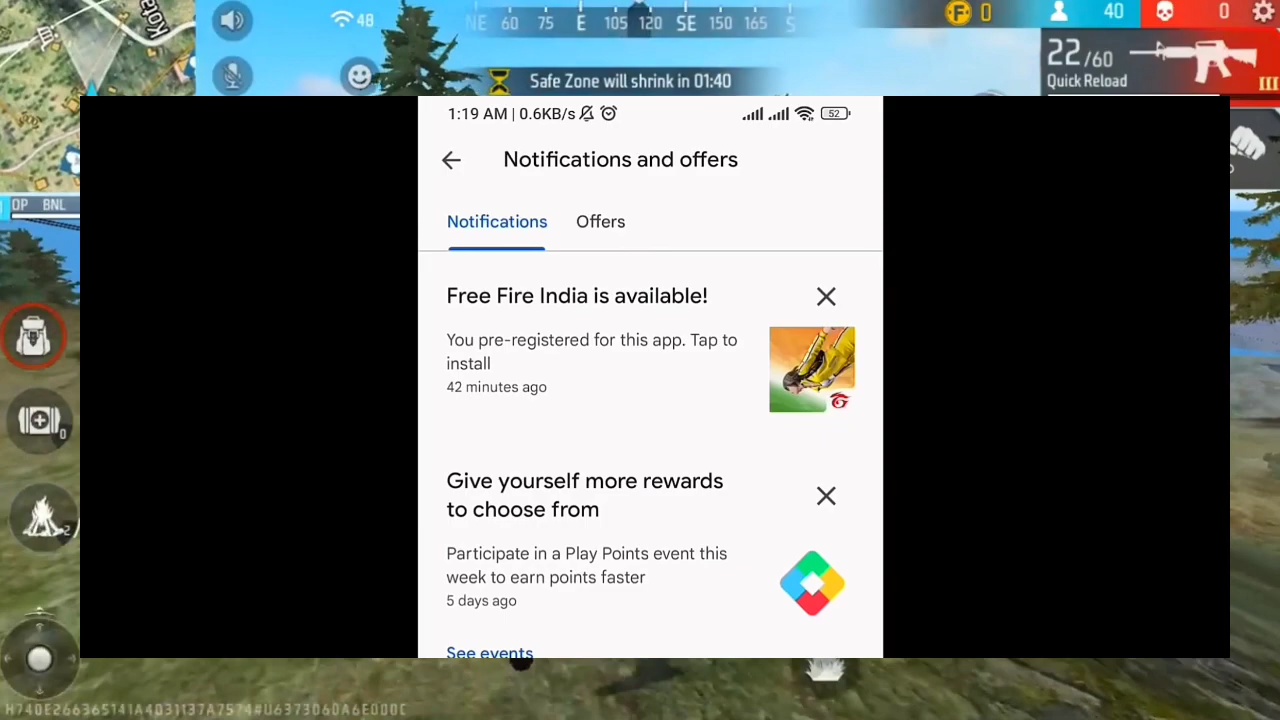 Kota
48
NE 60 75 E 105 120 SE 150 165 S
F 0
40
0
Safe Zone will shrink in 01:40
22/60
Quick Reload
III
1:19 AM | 0.6KB/s
52
Notifications and offers
OP BNL
Notifications Offers
Free Fire India is available!
You pre-registered for this app. Tap to
install
42 minutes ago
0
Give yourself more rewards
to choose from
2
Participate in a Play Points event this
week to earn points faster
5 days ago
See events